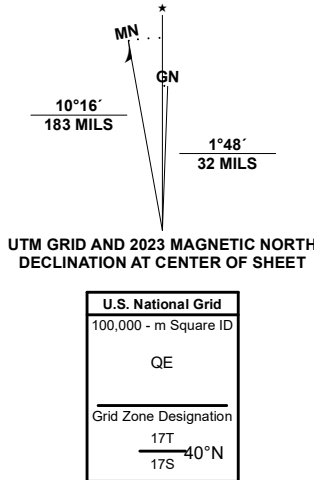 ★
MN
GN
10°16´
183 MILS
1°48´
32 MILS
UTM GRID AND 2023 MAGNETIC NORTH
DECLINATION AT CENTER OF SHEET
U.S. National Grid
100,000 - m Square ID
QE
Grid Zone Designation
17T
40°N
17S